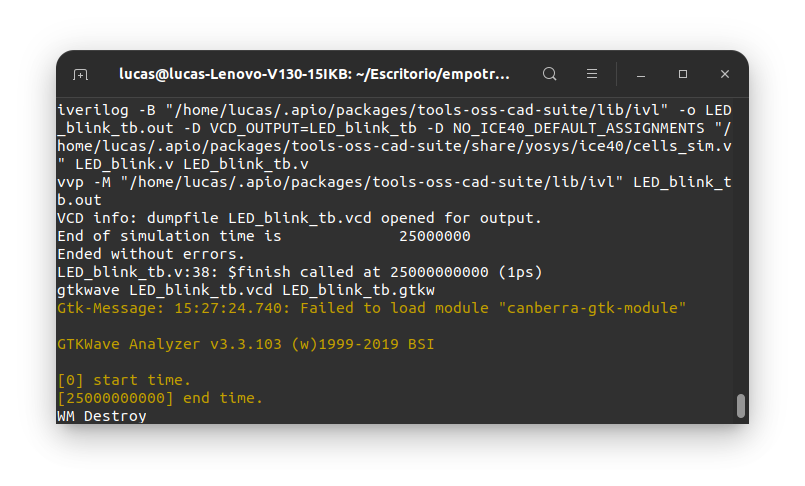 lucas@lucas-Lenovo-V130-15IKB: ~/Escritorio/empotr...
iverilog -B "/home/lucas/.apio/packages/tools-oss-cad-suite/lib/ivl" -o LED
_blink_tb.out -D VCD_OUTPUT=LED_blink_tb -D NO_ICE40_DEFAULT_ASSIGNMENTS "/
home/lucas/.apio/packages/tools-oss-cad-suite/share/yosys/ice40/cells_sim.v
" LED_blink.v LED_blink_tb.v
vvp -M "/home/lucas/.apio/packages/tools-oss-cad-suite/lib/ivl" LED_blink_t
b.out
VCD info: dumpfile LED_blink_tb.vcd opened for output.
End of simulation time is             25000000
Ended without errors.
LED_blink_tb.v:38: $finish called at 25000000000 (1ps)
gtkwave LED_blink_tb.vcd LED_blink_tb.gtkw
Gtk-Message: 15:27:24.740: Failed to load module "canberra-gtk-module"
GTKWave Analyzer v3.3.103 (w)1999-2019 BSI
[0] start time.
[25000000000] end time.
WM Destroy